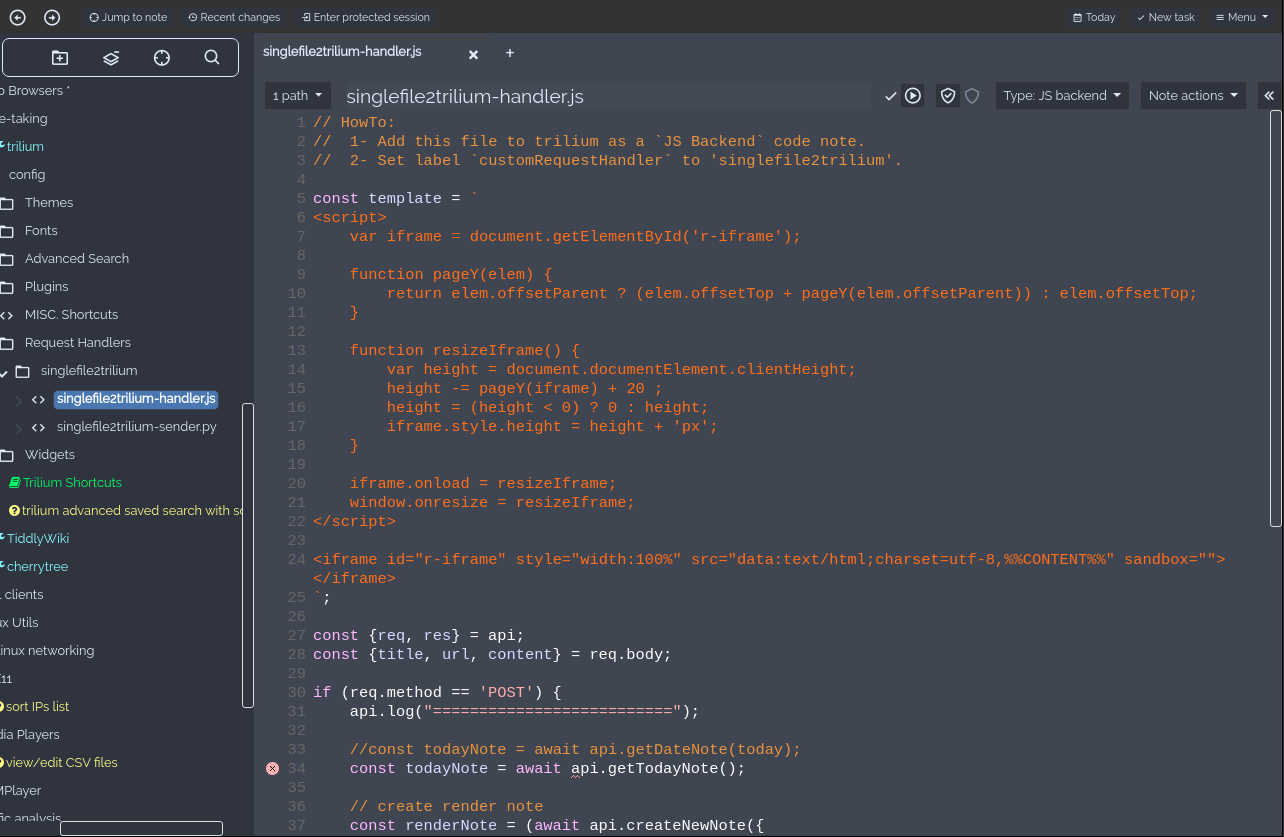 Jump to note Recent changes Enter protected session Today New task Menu
singlefile2trilium-handler.js
1 path singlefile2trilium-handler.js Type: JS backend Note actions
Browsers *
e-taking
trilium
config
Themes
Fonts
Advanced Search
Plugins
MISC. Shortcuts
Request Handlers
singlefile2trilium
singlefile2trilium-handler.js
singlefile2trilium-sender.py
Widgets
Trilium Shortcuts
trilium advanced saved search with
TiddlyWiki
cherrytree
clients
ux Utils
inux networking
11
sort IPs list
dia Players
view/edit CSV files
MPlayer
fic analysis
1 // HowTo:
2 //  1- Add this file to trilium as a `JS Backend` code note.
3 //  2- Set label `customRequestHandler` to 'singlefile2trilium'.
4
5 const template = `
6 <script>
7     var iframe = document.getElementById('r-iframe');
8
9     function pageY(elem) {
10         return elem.offsetParent ? (elem.offsetTop + pageY(elem.offsetParent)) : elem.offsetTop;
11     }
12
13     function resizeIframe() {
14         var height = document.documentElement.clientHeight;
15         height -= pageY(iframe) + 20 ;
16         height = (height < 0) ? 0 : height;
17         iframe.style.height = height + 'px';
18     }
19
20     iframe.onload = resizeIframe;
21     window.onresize = resizeIframe;
22 </script>
23
24 <iframe id="r-iframe" style="width:100%" src="data:text/html;charset=utf-8,%%CONTENT%%" sandbox="">
</iframe>
25 `;
26
27 const {req, res} = api;
28 const {title, url, content} = req.body;
29
30 if (req.method == 'POST') {
31     api.log("==========================");
32
33     //const todayNote = await api.getDateNote(today);
34     const todayNote = await api.getTodayNote();
35
36     // create render note
37     const renderNote = (await api.createNewNote({